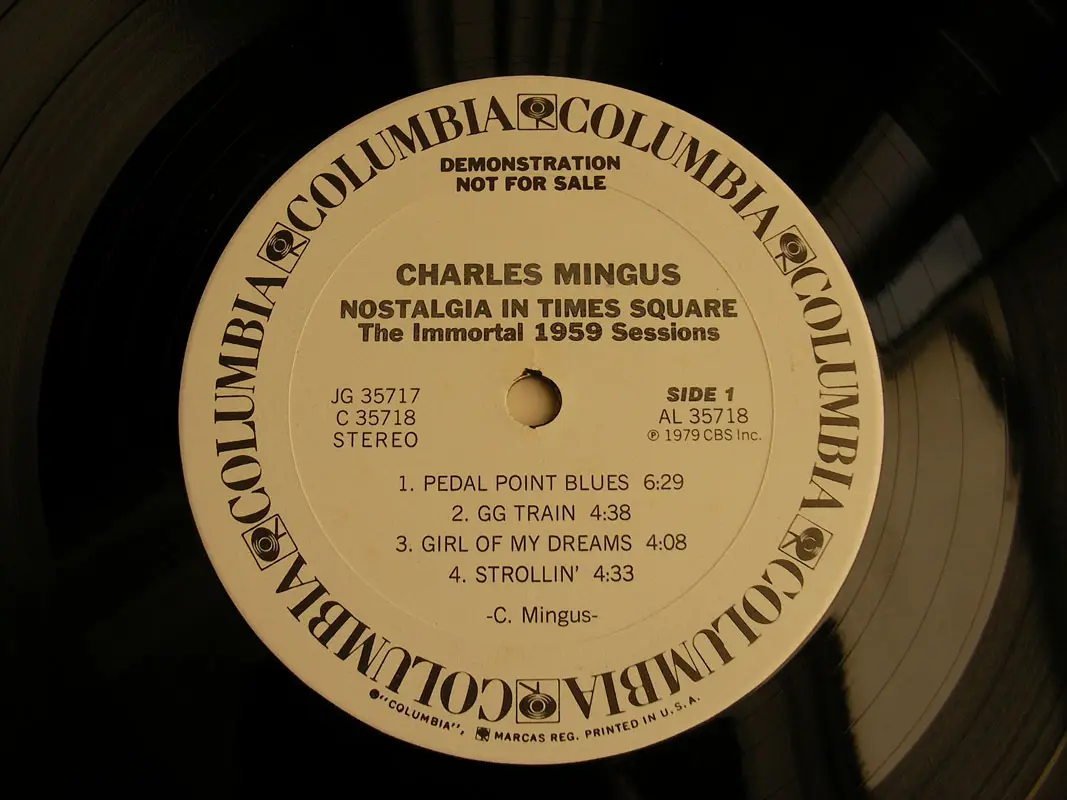 COLUMBIA COLUMBIA COLUMBIA COLUMBIA COLUMBIA COLUMBIA
DEMONSTRATION
NOT FOR SALE
CHARLES MINGUS
NOSTALGIA IN TIMES SQUARE
The Immortal 1959 Sessions
JG 35717
C 35718
STEREO
SIDE 1
AL 35718
℗ 1979 CBS Inc.
1. PEDAL POINT BLUES 6:29
2. GG TRAIN 4:38
3. GIRL OF MY DREAMS 4:08
4. STROLLIN' 4:33
-C. Mingus-
●"COLUMBIA", MARCAS REG. PRINTED IN U.S.A.